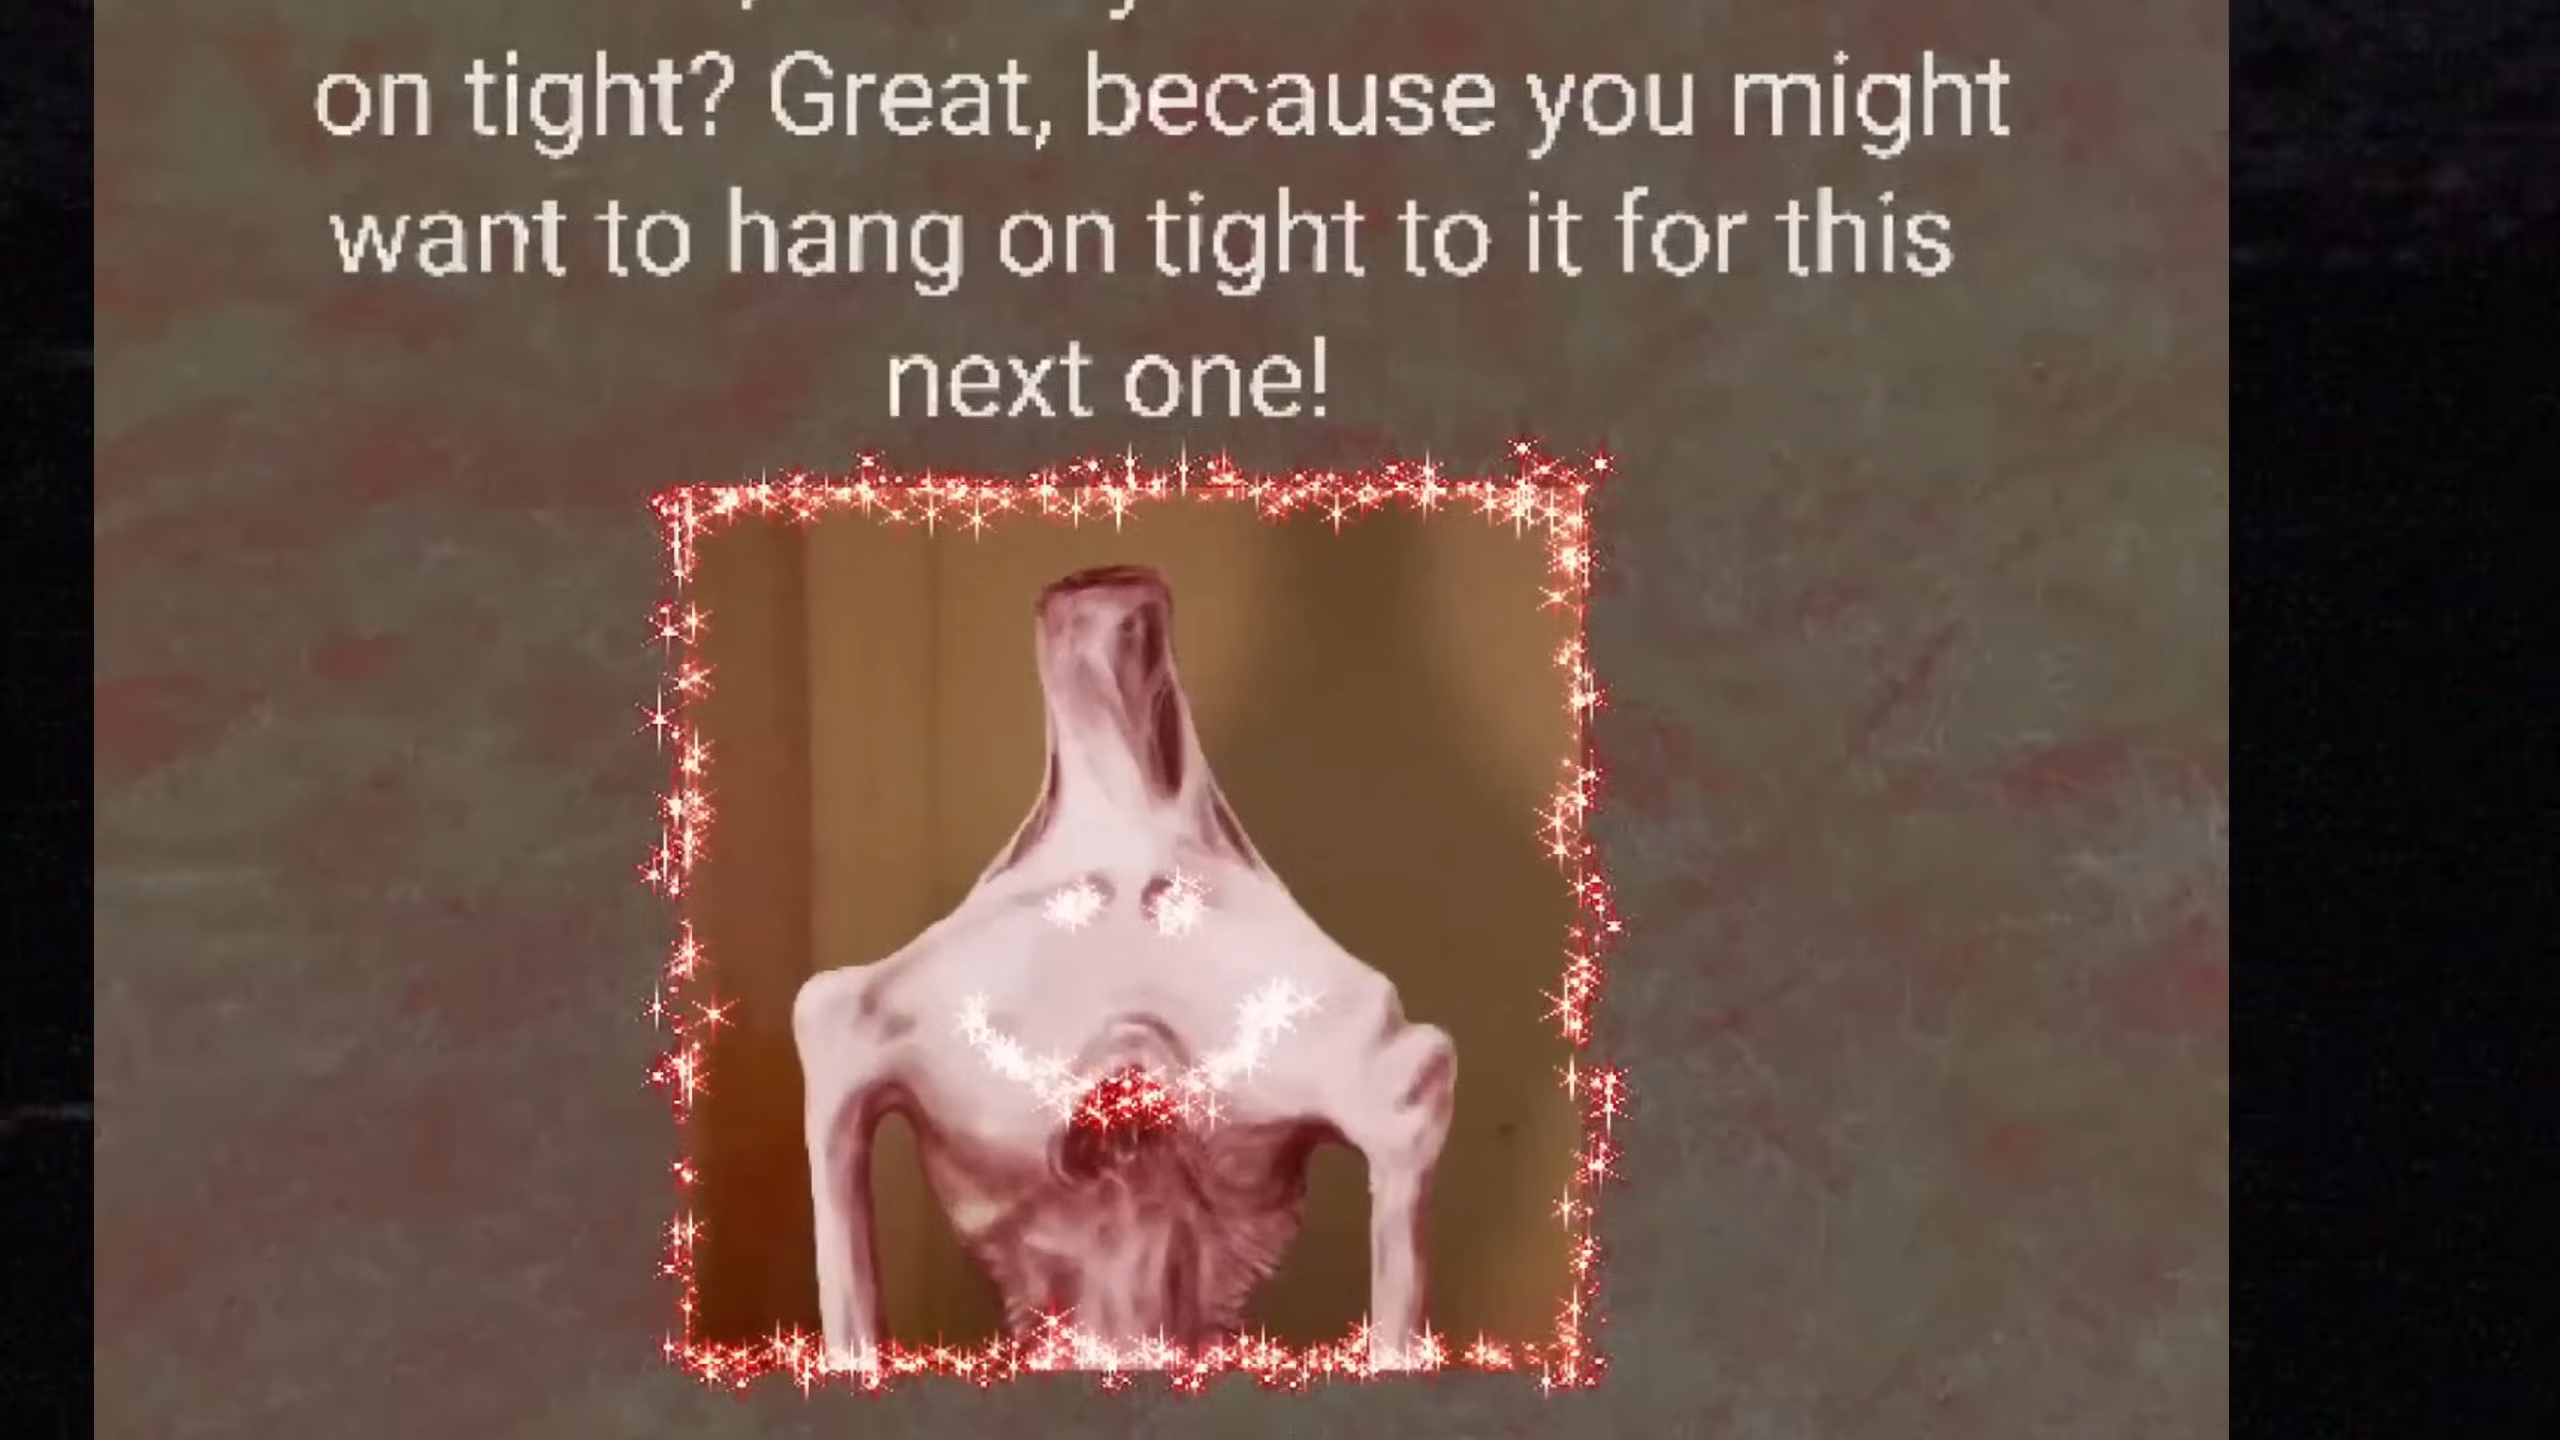 on tight? Great, because you might
want to hang on tight to it for this
next one!